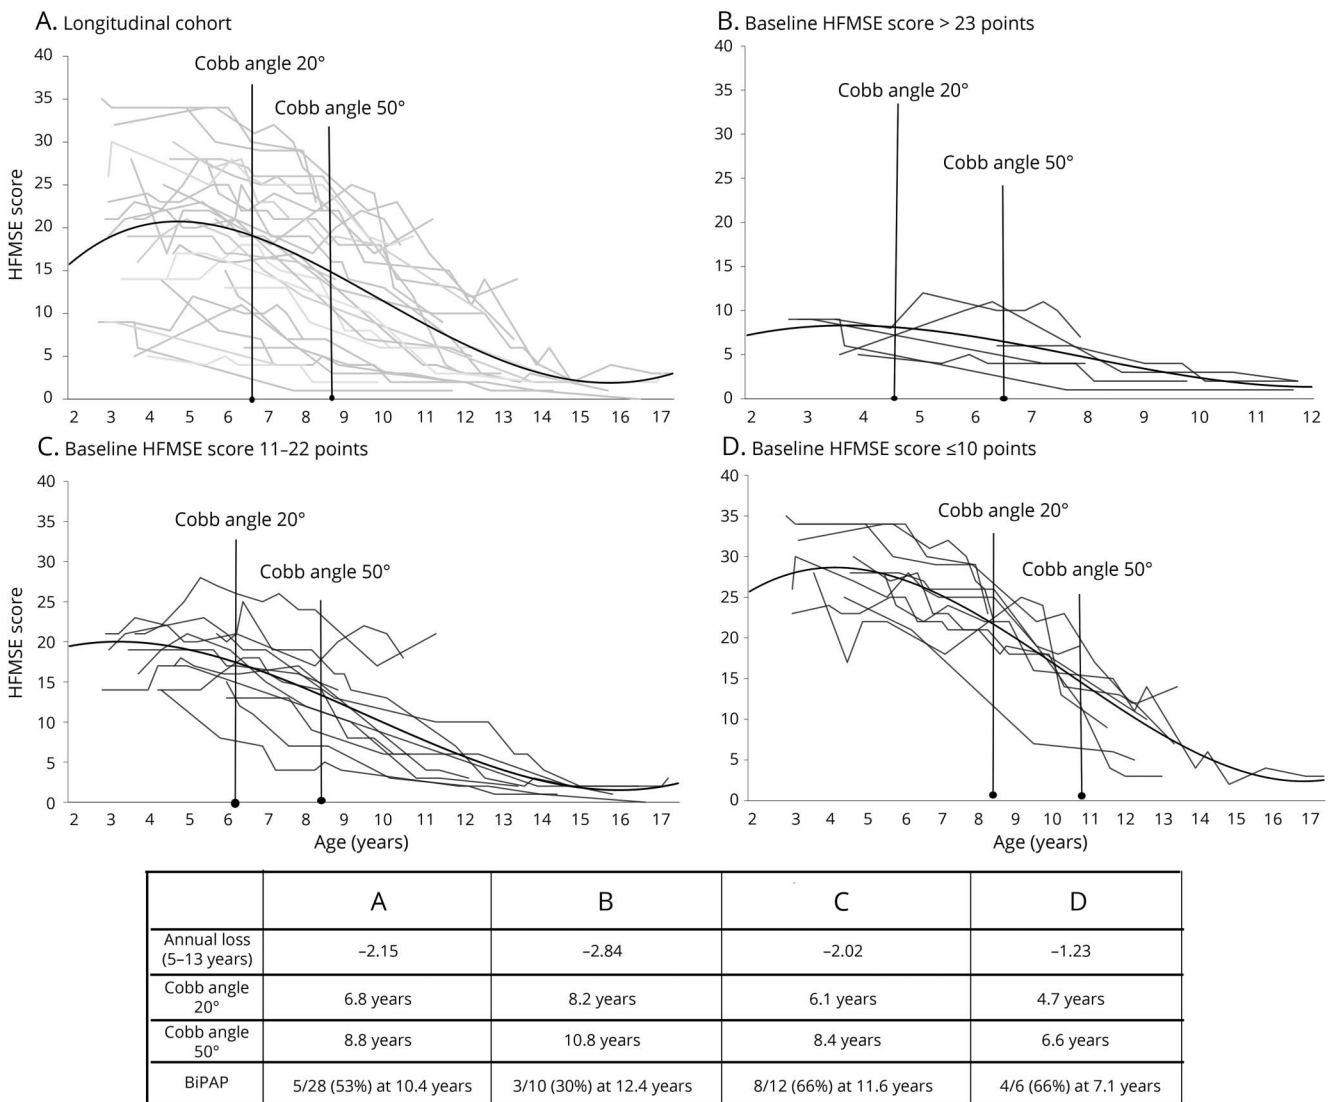 A. Longitudinal cohort
40
35
30
25
20
15
10
5
0
HFMSE score
Cobb angle 20°
Cobb angle 50°
2 3 4 5 6 7 8 9 10 11 12 13 14 15 16 17
B. Baseline HFMSE score > 23 points
40
35
30
25
20
15
10
5
0
Cobb angle 20°
Cobb angle 50°
2 3 4 5 6 7 8 9 10 11 12
C. Baseline HFMSE score 11–22 points
40
35
30
25
20
15
10
5
0
HFMSE score
Cobb angle 20°
Cobb angle 50°
2 3 4 5 6 7 8 9 10 11 12 13 14 15 16 17
Age (years)
D. Baseline HFMSE score ≤10 points
40
35
30
25
20
15
10
5
0
Cobb angle 20°
Cobb angle 50°
2 3 4 5 6 7 8 9 10 11 12 13 14 15 16 17
Age (years)
A B C D
Annual loss
(5–13 years)
–2.15 –2.84 –2.02 –1.23
Cobb angle
20°
6.8 years 8.2 years 6.1 years 4.7 years
Cobb angle
50°
8.8 years 10.8 years 8.4 years 6.6 years
BiPAP 5/28 (53%) at 10.4 years 3/10 (30%) at 12.4 years 8/12 (66%) at 11.6 years 4/6 (66%) at 7.1 years